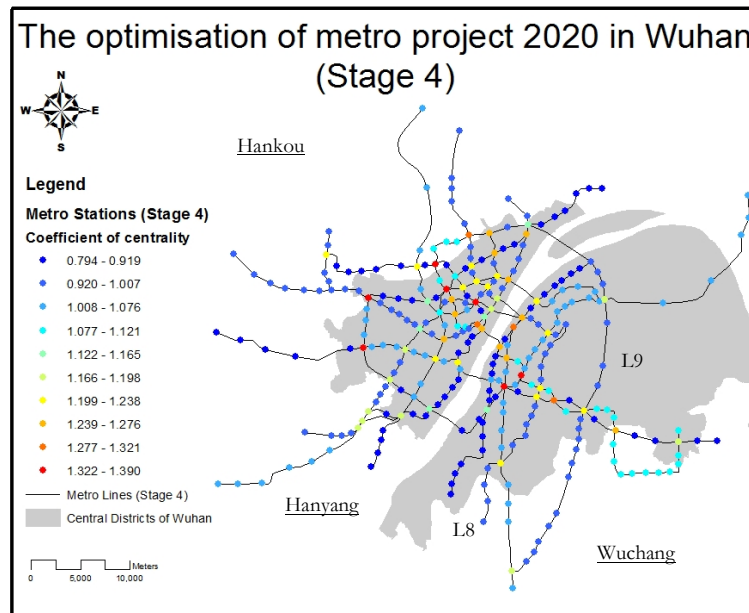 The optimisation of metro project 2020 in Wuhan
(Stage 4)
N
W E
S
Hankou
Legend
Metro Stations (Stage 4)
Coefficient of centrality
0.794 - 0.919
0.920 - 1.007
1.008 - 1.076
1.077 - 1.121
1.122 - 1.165
1.166 - 1.198
1.199 - 1.238
1.239 - 1.276
1.277 - 1.321
1.322 - 1.390
Metro Lines (Stage 4)
Central Districts of Wuhan
L9
Hanyang
L8
Wuchang
Meters
0 5,000 10,000